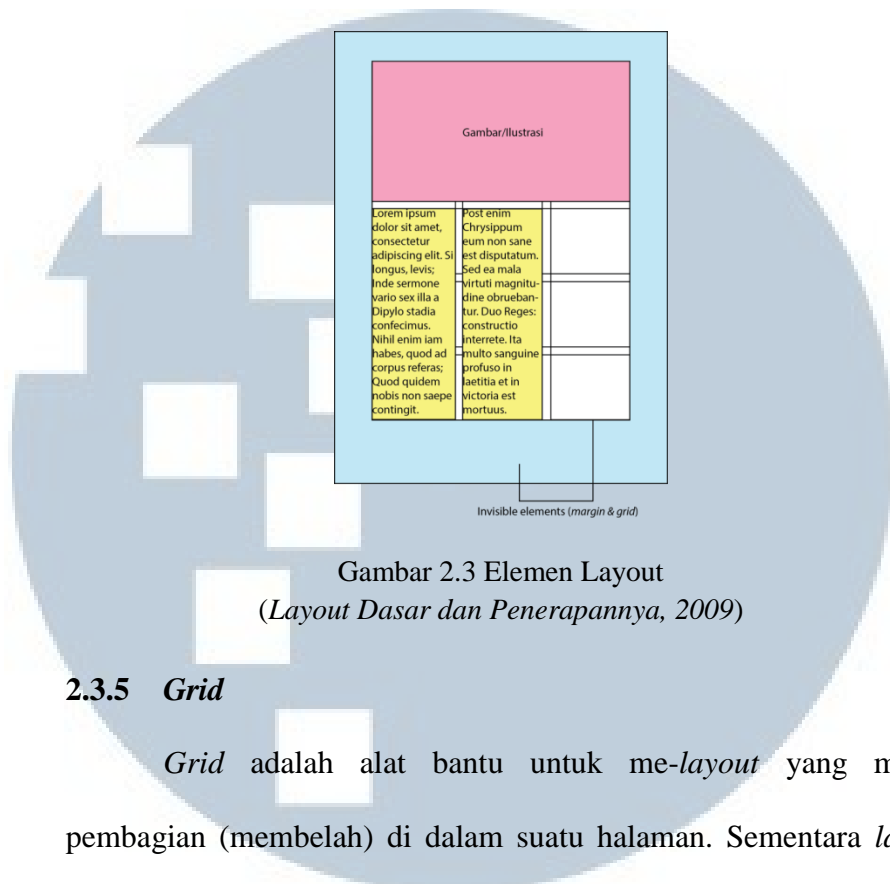 Gambar/Ilustrasi
Lorem ipsum
dolor sit amet,
consectetur
adipiscing elit. Si
longus, levis;
Inde sermone
vario sex illa a
Dipylo stadia
confecimus.
Nihil enim iam
habes, quod ad
corpus referas;
Quod quidem
nobis non saepe
contingit.
Post enim
Chrysippum
eum non sane
est disputatum.
Sed ea mala
virtuti magnitu-
dine obrueban-
tur. Duo Reges:
constructio
interrete. Ita
multo sanguine
profuso in
laetitia et in
victoria est
mortuus.
Invisible elements (margin & grid)
Gambar 2.3 Elemen Layout
(Layout Dasar dan Penerapannya, 2009)
2.3.5 Grid
Grid adalah alat bantu untuk me-layout yang
pembagian (membelah) di dalam suatu halaman. Sementara